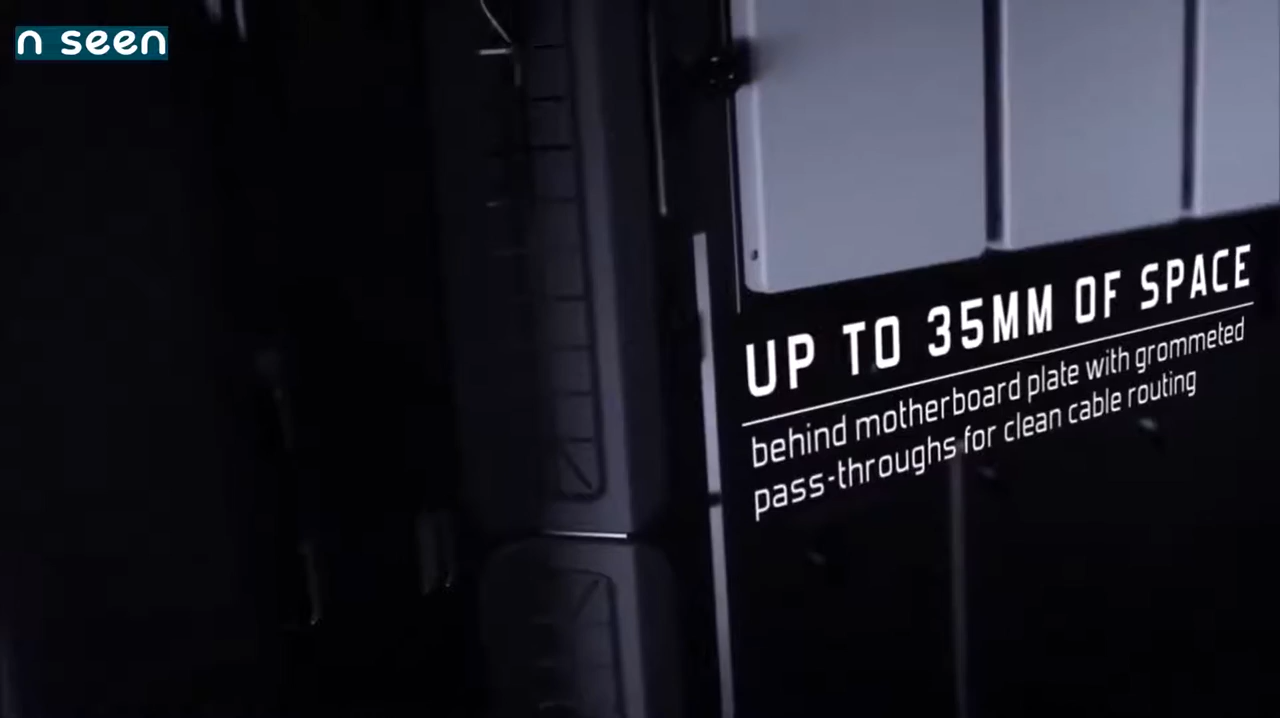 n seen
UP TO 35MM OF SPACE
behind motherboard plate with grommeted
pass-throughs for clean cable routing